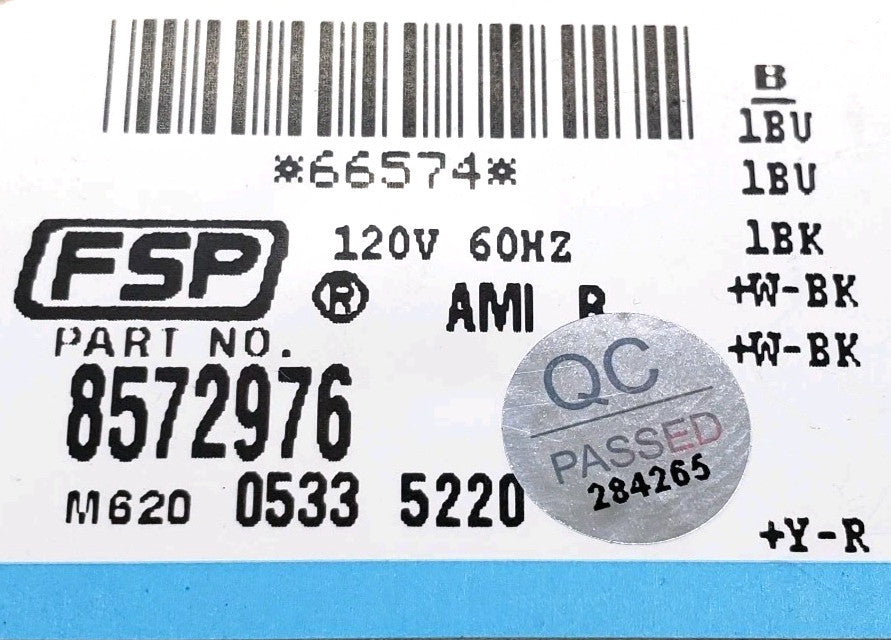 *66574*
FSP
®
120V 60HZ
AMI
PART NO.
8572976
M620 0533 5220
QC
PASSED
284265
B
1BU
1BU
1BK
+W-BK
+W-BK
+Y-R